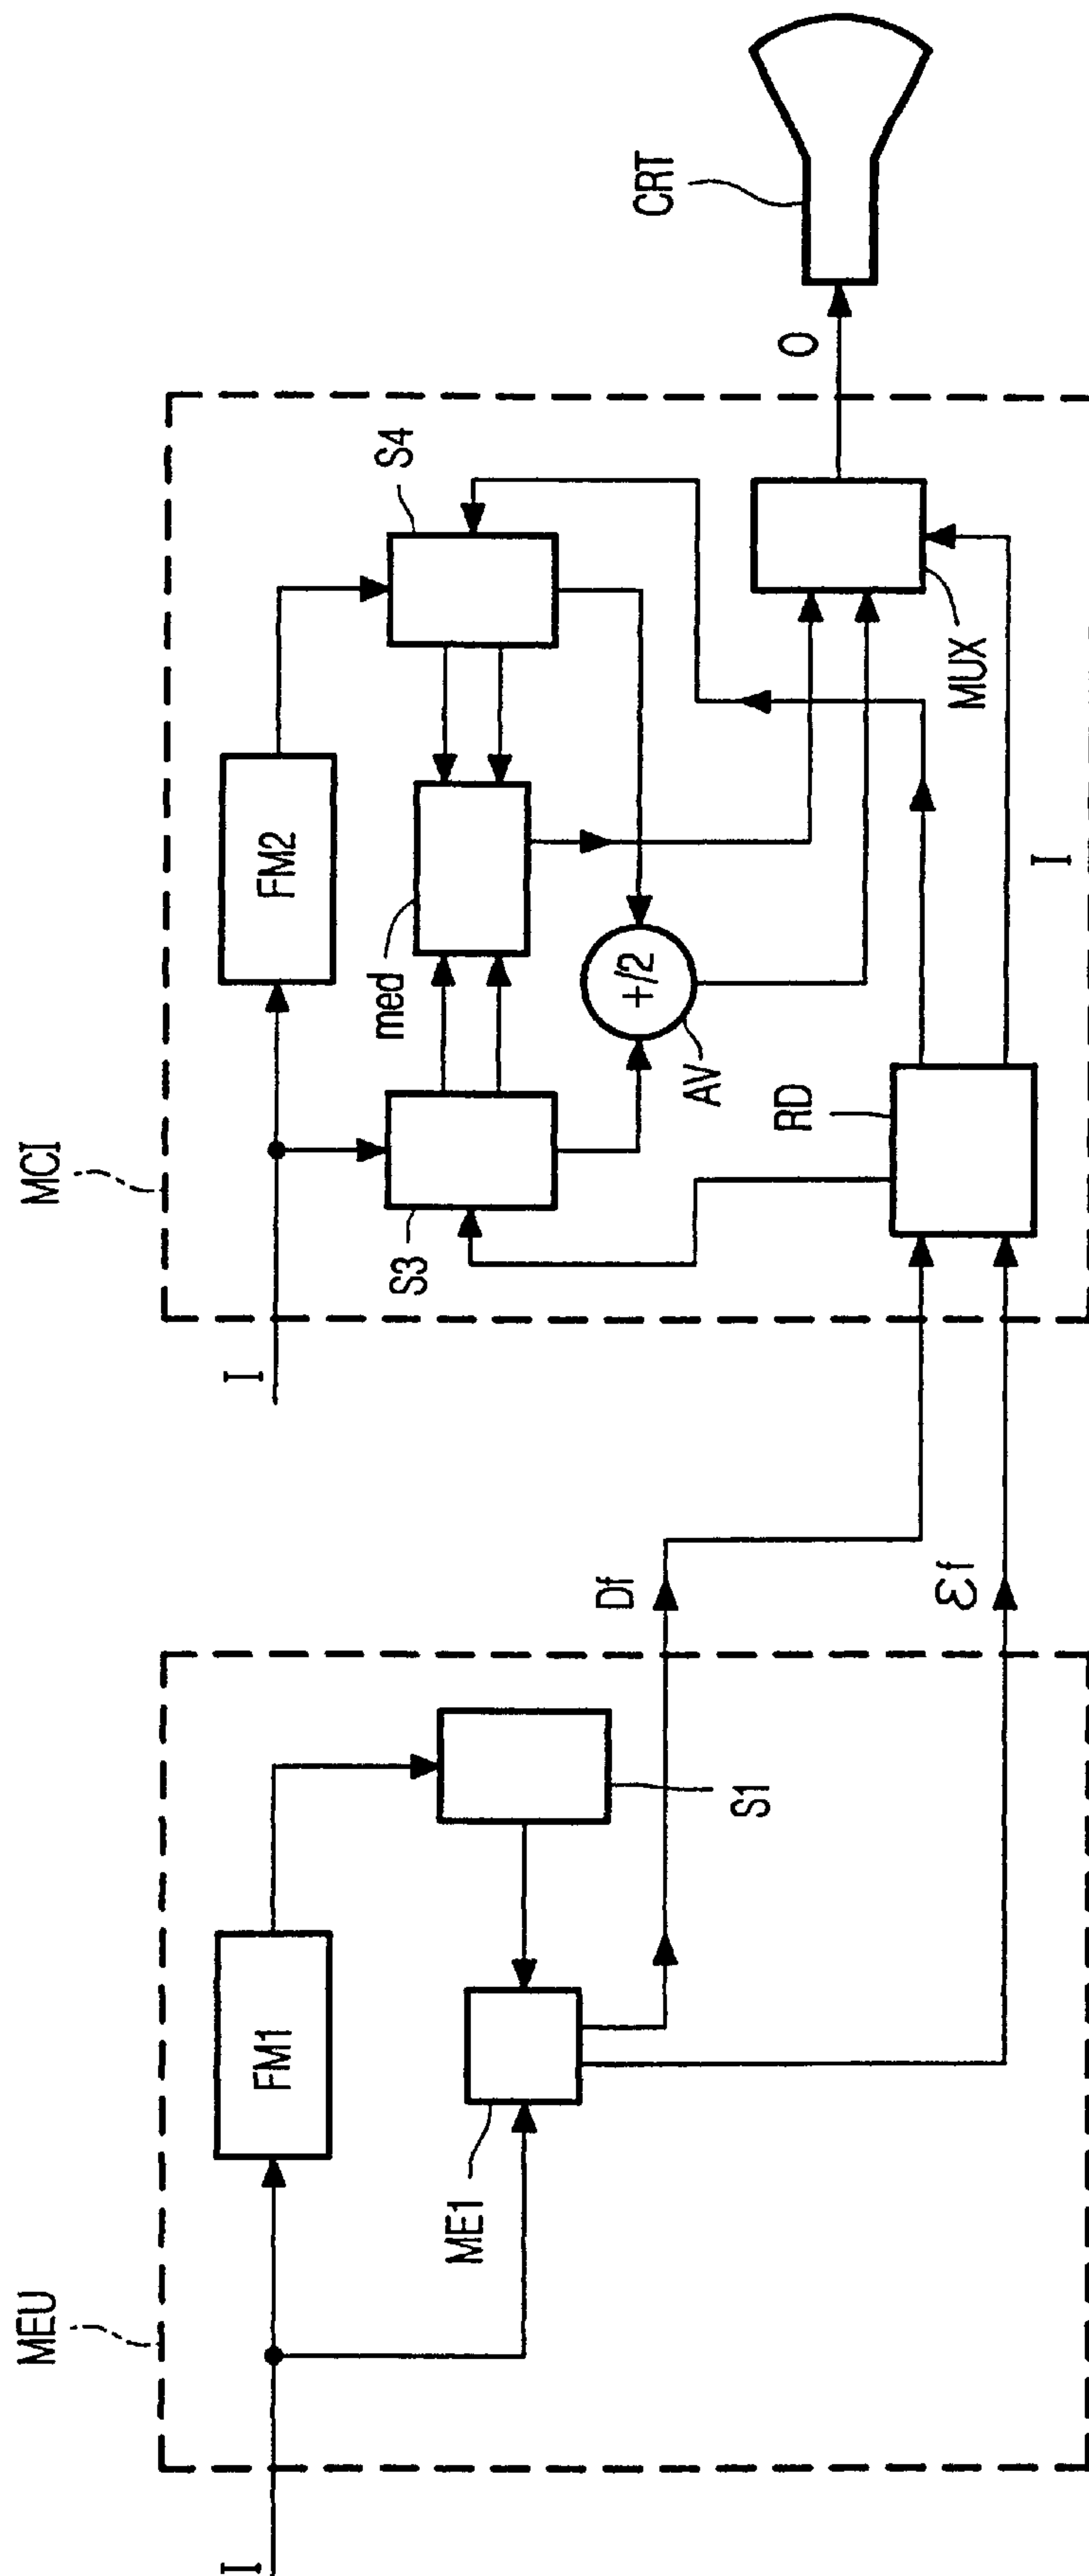 MEU
MCI
I
FM1
ME1
S1
Df
εf
I
FM2
S3
med
S4
+/2
AV
RD
MUX
I
O
CRT